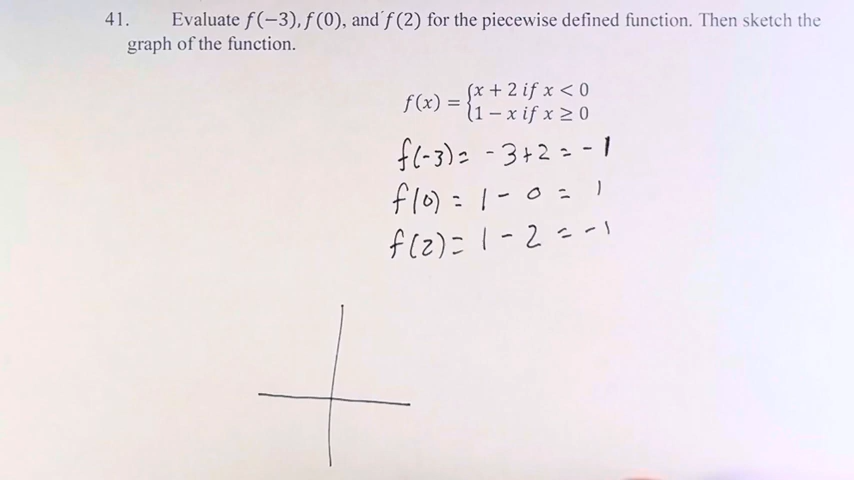 41. Evaluate f(−3), f(0), and f(2) for the piecewise defined function. Then sketch the
graph of the function.
f(x) = {x + 2 if x < 0
{1 − x if x ≥ 0
f(-3) = -3+2 = -1
f(0) = 1 - 0 = 1
f(2) = 1 - 2 = -1